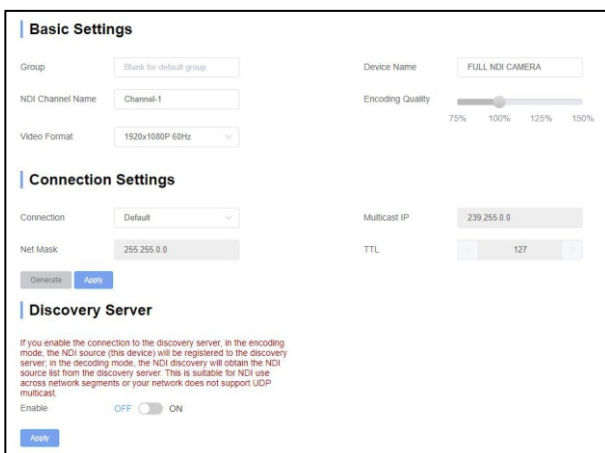 Basic Settings
Group Blank for default group Device Name FULL NDI CAMERA
NDI Channel Name Channel-1 Encoding Quality
75% 100% 125% 150%
Video Format 1920x1080P 60Hz
Connection Settings
Connection Default Multicast IP 239.255.0.0
Net Mask 255.255.0.0 TTL - 127
Generate Apply
Discovery Server
If you enable the connection to the discovery server, in the encoding
mode, the NDI source (this device) will be registered to the discovery
server; in the decoding mode, the NDI discovery will obtain the NDI
source list from the discovery server. This is suitable for NDI use
across network segments or your network does not support UDP
multicast.
Enable OFF ON
Apply